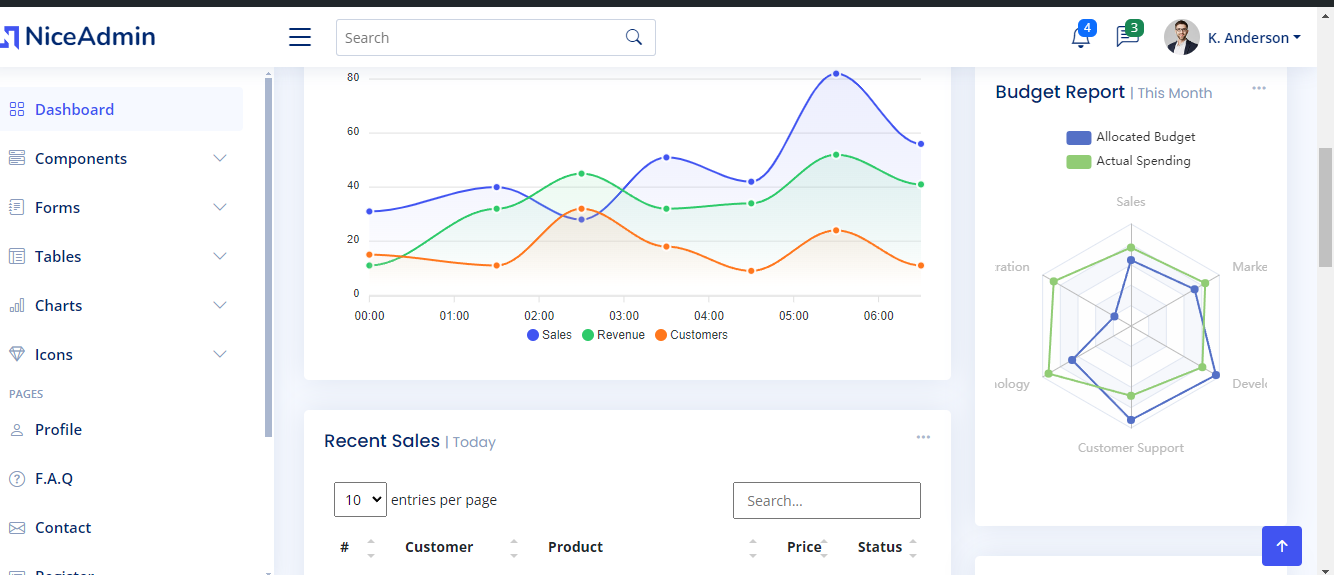 NiceAdmin
Search
4
3
K. Anderson
Dashboard
Components
Forms
Tables
Charts
Icons
PAGES
Profile
F.A.Q
Contact
Register
80
60
40
20
0
00:00 01:00 02:00 03:00 04:00 05:00 06:00
Sales Revenue Customers
Budget Report | This Month
Allocated Budget
Actual Spending
Sales
ration
Marke
nology
Develo
Customer Support
Recent Sales | Today
10 entries per page
Search...
# Customer Product Price Status